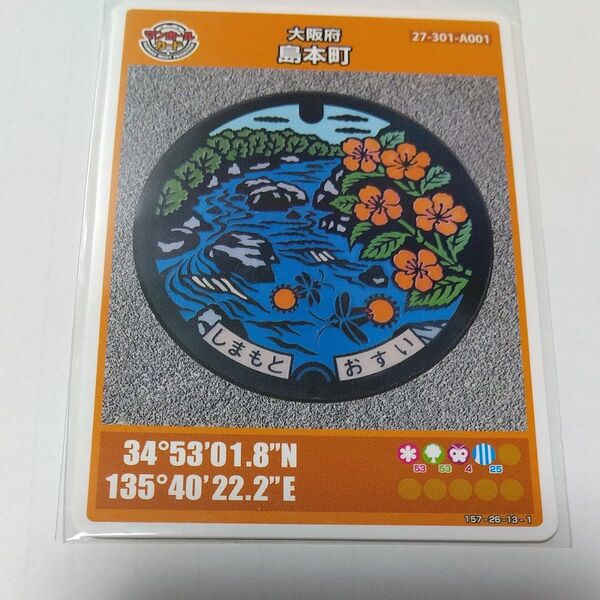 マンホール
カード
大阪府
島本町
27-301-A001
しまもと
おすい
34°53'01.8"N
135°40'22.2"E
53 53 4 25
157-26-13-1